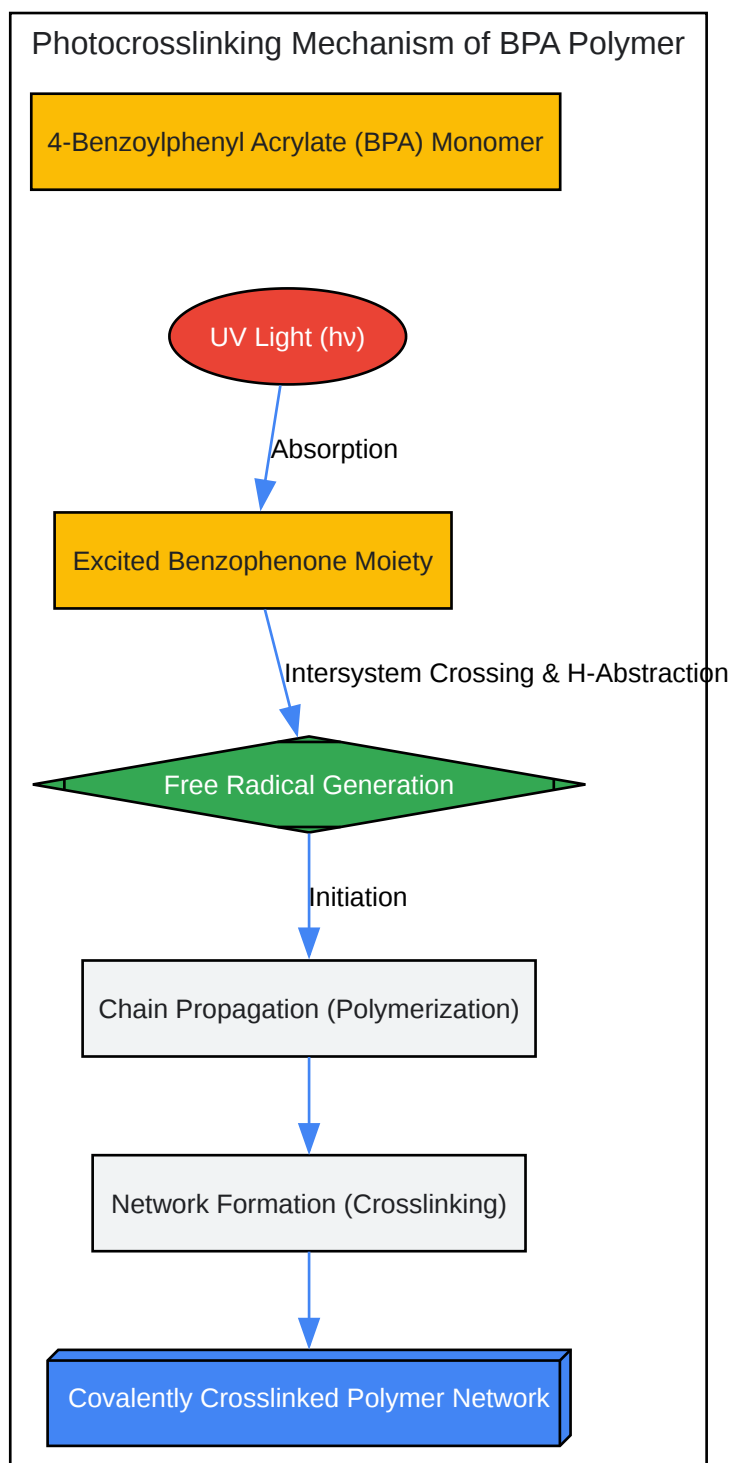 Photocrosslinking Mechanism of BPA Polymer
4-Benzoylphenyl Acrylate (BPA) Monomer
UV Light (hν)
Absorption
Excited Benzophenone Moiety
Intersystem Crossing & H-Abstraction
Free Radical Generation
Initiation
Chain Propagation (Polymerization)
Network Formation (Crosslinking)
Covalently Crosslinked Polymer Network